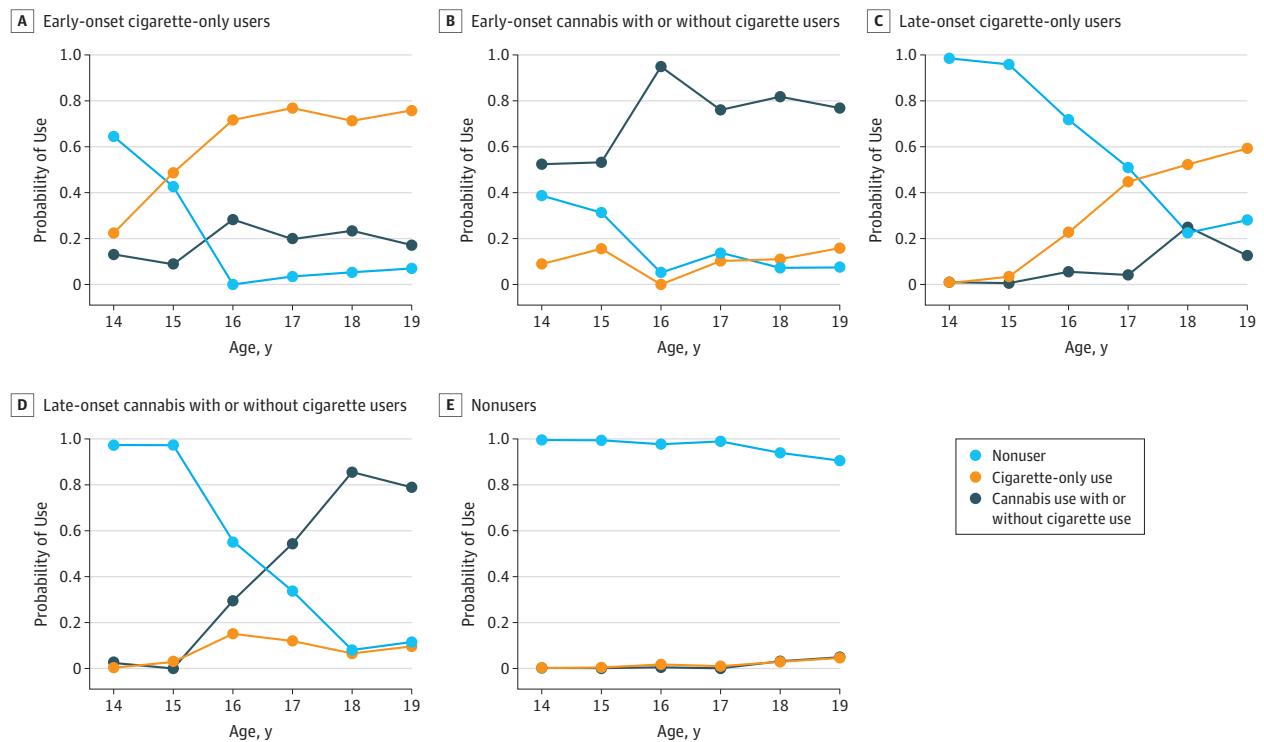 A Early-onset cigarette-only users
Probability of Use
1.0
0.8
0.6
0.4
0.2
0
14 15 16 17 18 19
Age, y
B Early-onset cannabis with or without cigarette users
Probability of Use
1.0
0.8
0.6
0.4
0.2
0
14 15 16 17 18 19
Age, y
C Late-onset cigarette-only users
Probability of Use
1.0
0.8
0.6
0.4
0.2
0
14 15 16 17 18 19
Age, y
D Late-onset cannabis with or without cigarette users
Probability of Use
1.0
0.8
0.6
0.4
0.2
0
14 15 16 17 18 19
Age, y
E Nonusers
Probability of Use
1.0
0.8
0.6
0.4
0.2
0
14 15 16 17 18 19
Age, y
Nonuser
Cigarette-only use
Cannabis use with or
without cigarette use